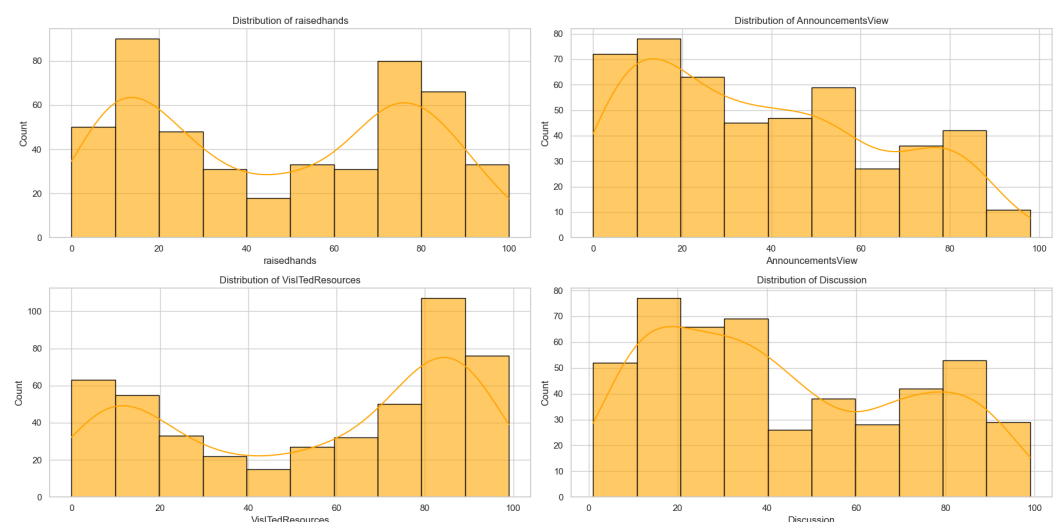 Distribution of raisedhands
Count
80
60
40
20
0
0 20 40 60 80 100
raisedhands
Distribution of AnnouncementsView
Count
80
70
60
50
40
30
20
10
0
0 20 40 60 80 100
AnnouncementsView
Distribution of VisITedResources
Count
100
80
60
40
20
0
0 20 40 60 80 100
VisITedResources
Distribution of Discussion
Count
80
70
60
50
40
30
20
10
0
0 20 40 60 80 100
Discussion